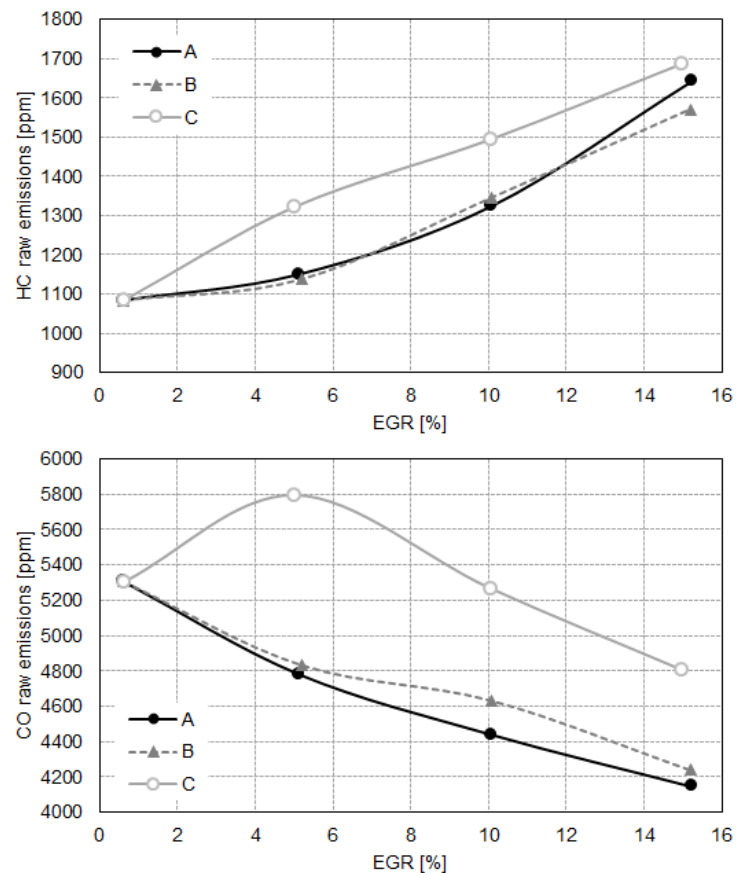 HC raw emissions [ppm]
1800
1700
1600
1500
1400
1300
1200
1100
1000
900
A
B
C
0 2 4 6 8 10 12 14 16
EGR [%]
CO raw emissions [ppm]
6000
5800
5600
5400
5200
5000
4800
4600
4400
4200
4000
A
B
C
0 2 4 6 8 10 12 14 16
EGR [%]